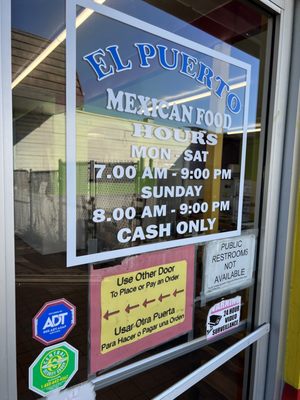 EL PUERTO
MEXICAN FOOD
HOURS
MON - SAT
7.00 AM - 9:00 PM
SUNDAY
8.00 AM - 9:00 PM
CASH ONLY
PUBLIC
RESTROOMS
NOT
AVAILABLE
Use Other Door
To Place or Pay an Order
Usar Otra Puerta
Para Hacer o Pagar un Orden
ADT
24 HOUR
VIDEO
SURVEILLANCE